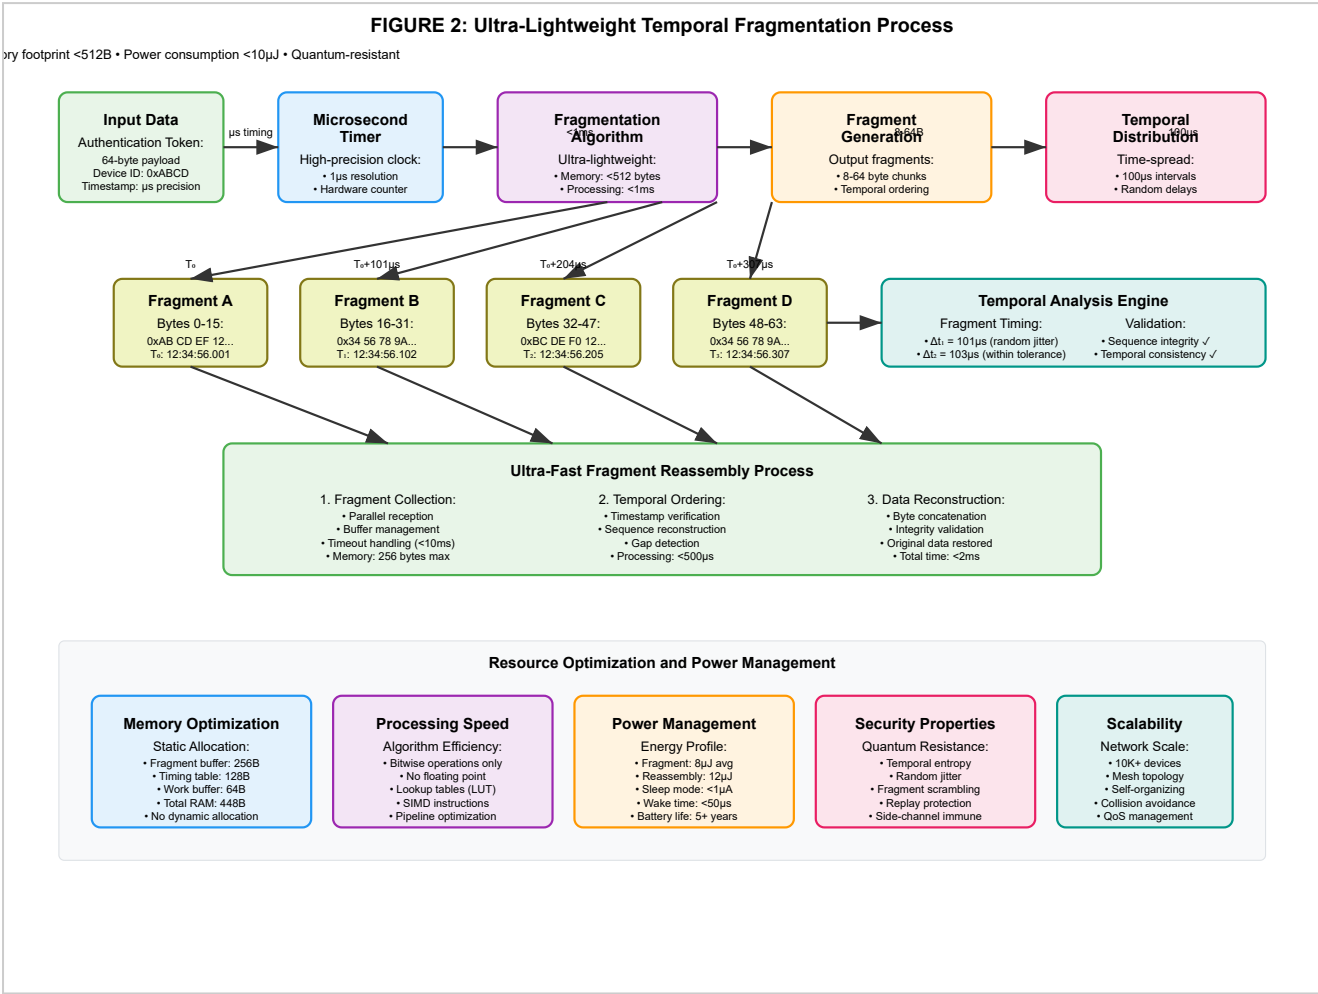 FIGURE 2: Ultra-Lightweight Temporal Fragmentation Process
ory footprint <512B • Power consumption <10µJ • Quantum-resistant
Input Data
Authentication Token:
64-byte payload
Device ID: 0xABCD
Timestamp: µs precision
µs timing
Microsecond
Timer
High-precision clock:
• 1µs resolution
• Hardware counter
Fragmentation
<1ms
Algorithm
Ultra-lightweight:
• Memory: <512 bytes
• Processing: <1ms
Fragment
8-64B
Generation
Output fragments:
• 8-64 byte chunks
• Temporal ordering
Temporal
100µs
Distribution
Time-spread:
• 100µs intervals
• Random delays
T₀
T₀+101µs
T₀+204µs
T₀+307µs
Fragment A
Bytes 0-15:
0xAB CD EF 12...
T₀: 12:34:56.001
Fragment B
Bytes 16-31:
0x34 56 78 9A...
T₁: 12:34:56.102
Fragment C
Bytes 32-47:
0xBC DE F0 12...
T₂: 12:34:56.205
Fragment D
Bytes 48-63:
0x34 56 78 9A...
T₃: 12:34:56.307
Temporal Analysis Engine
Fragment Timing:
• Δt₁ = 101µs (random jitter)
• Δt₂ = 103µs (within tolerance)
Validation:
• Sequence integrity ✓
• Temporal consistency ✓
Ultra-Fast Fragment Reassembly Process
1. Fragment Collection:
• Parallel reception
• Buffer management
• Timeout handling (<10ms)
• Memory: 256 bytes max
2. Temporal Ordering:
• Timestamp verification
• Sequence reconstruction
• Gap detection
• Processing: <500µs
3. Data Reconstruction:
• Byte concatenation
• Integrity validation
• Original data restored
• Total time: <2ms
Resource Optimization and Power Management
Memory Optimization
Static Allocation:
• Fragment buffer: 256B
• Timing table: 128B
• Work buffer: 64B
• Total RAM: 448B
• No dynamic allocation
Processing Speed
Algorithm Efficiency:
• Bitwise operations only
• No floating point
• Lookup tables (LUT)
• SIMD instructions
• Pipeline optimization
Power Management
Energy Profile:
• Fragment: 8µJ avg
• Reassembly: 12µJ
• Sleep mode: <1µA
• Wake time: <50µs
• Battery life: 5+ years
Security Properties
Quantum Resistance:
• Temporal entropy
• Random jitter
• Fragment scrambling
• Replay protection
• Side-channel immune
Scalability
Network Scale:
• 10K+ devices
• Mesh topology
• Self-organizing
• Collision avoidance
• QoS management